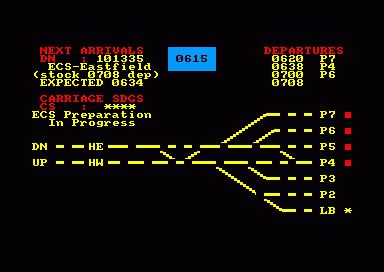 NEXT ARRIVALS
DN : 101335
ECS-Eastfield
(stock 0708 dep)
EXPECTED 0634
0615
DEPARTURES
0620 P7
0638 P4
0700 P6
0708
CARRIAGE SDGS
CS : ****
ECS Preparation
In Progress
P7
P6
DN HE P5
UP HW P4
P3
P2
LB *